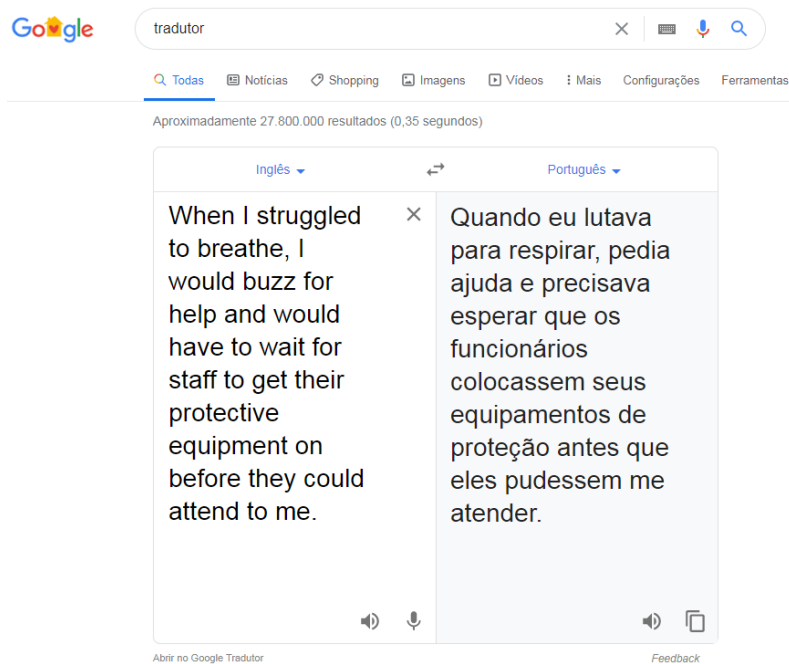 Google
tradutor
Todas Notícias Shopping Imagens Vídeos Mais Configurações Ferramentas
Aproximadamente 27.800.000 resultados (0,35 segundos)
Inglês Português
When I struggled
to breathe, I
would buzz for
help and would
have to wait for
staff to get their
protective
equipment on
before they could
attend to me.
Quando eu lutava
para respirar, pedia
ajuda e precisava
esperar que os
funcionários
colocassem seus
equipamentos de
proteção antes que
eles pudessem me
atender.
Abrir no Google Tradutor Feedback